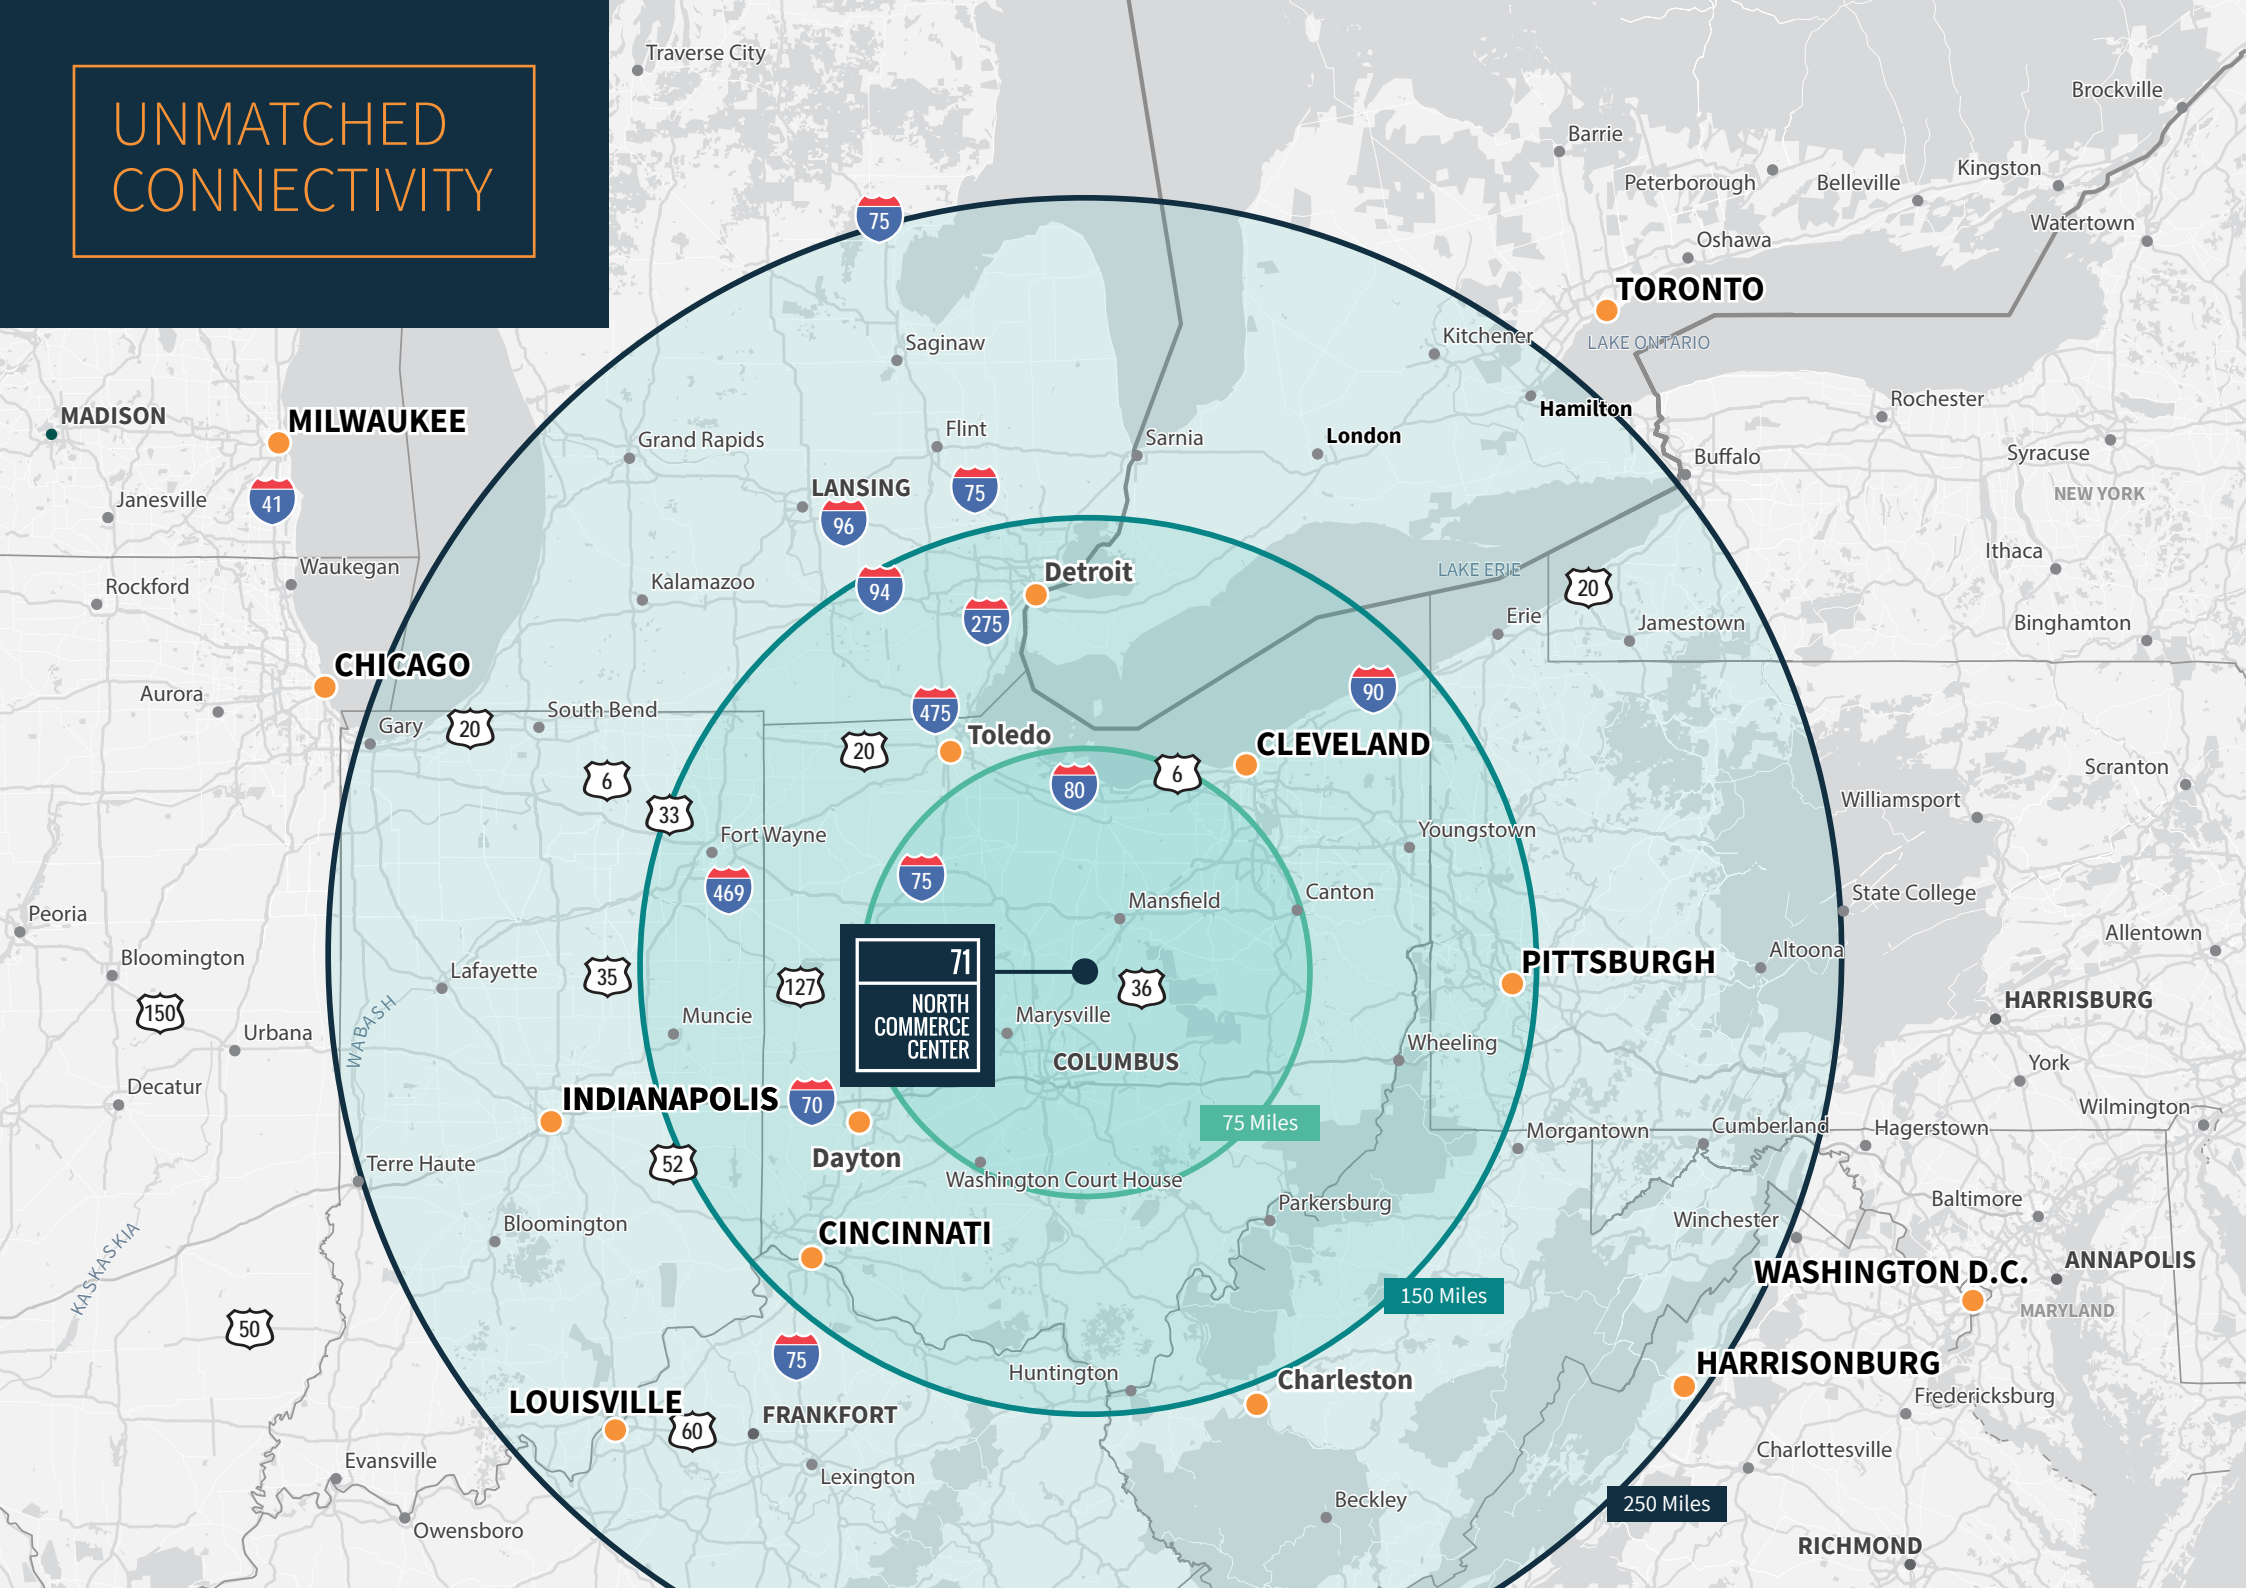 UNMATCHED
CONNECTIVITY
Traverse City
Brockville
Barrie
Kingston
Peterborough
Belleville
75
Watertown
Oshawa
TORONTO
Kitchener
LAKE ONTARIO
Saginaw
Rochester
Hamilton
MADISON
MILWAUKEE
Flint
Sarnia
London
Grand Rapids
Syracuse
Buffalo
LANSING
75
NEW YORK
Janesville
41
96
Ithaca
Waukegan
Detroit
LAKE ERIE
Rockford
Kalamazoo
94
20
Erie
Jamestown
Binghamton
275
CHICAGO
Aurora
90
South Bend
475
Gary
20
Toledo
20
CLEVELAND
Scranton
6
80
6
Williamsport
33
Fort Wayne
Youngstown
75
469
Canton
State College
Mansfield
Peoria
Allentown
Altoona
Bloomington
71
NORTH
COMMERCE
CENTER
PITTSBURGH
Lafayette
35
127
36
HARRISBURG
150
WABASH
Muncie
Marysville
Urbana
Wheeling
COLUMBUS
York
Decatur
INDIANAPOLIS
70
Wilmington
75 Miles
Cumberland
Hagerstown
Morgantown
Dayton
Terre Haute
52
Washington Court House
Parkersburg
Baltimore
Winchester
Bloomington
CINCINNATI
KASKASKIA
ANNAPOLIS
WASHINGTON D.C.
150 Miles
MARYLAND
50
75
HARRISONBURG
Huntington
Charleston
Fredericksburg
LOUISVILLE
60
FRANKFORT
Charlottesville
Evansville
Lexington
Beckley
250 Miles
Owensboro
RICHMOND